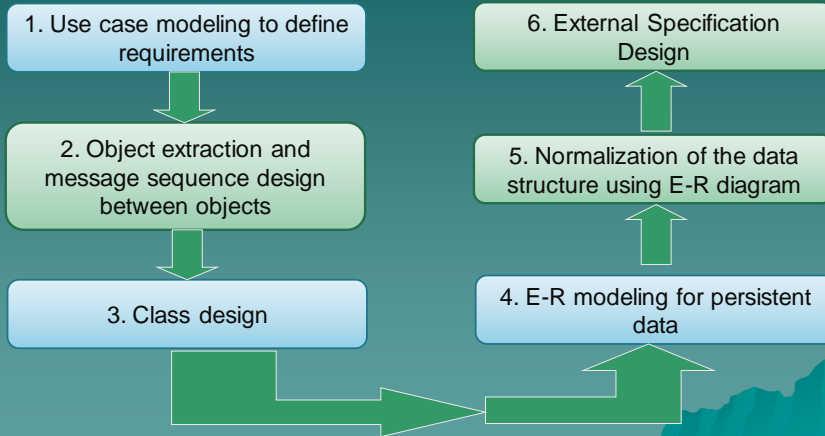 1. Use case modeling to define
requirements
2. Object extraction and
message sequence design
between objects
3. Class design
4. E-R modeling for persistent
data
5. Normalization of the data
structure using E-R diagram
6. External Specification
Design